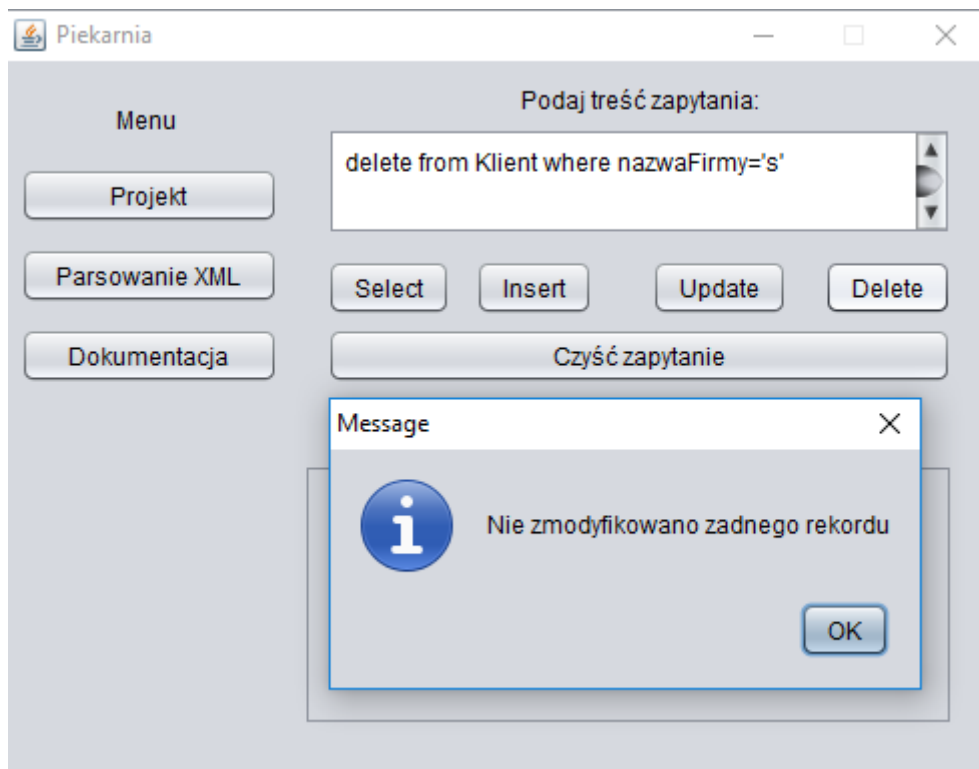 Piekarnia
Menu
Projekt
Parsowanie XML
Dokumentacja
Podaj treść zapytania:
delete from Klient where nazwaFirmy='s'
Select Insert Update Delete
Czyść zapytanie
Message
Nie zmodyfikowano zadnego rekordu
OK